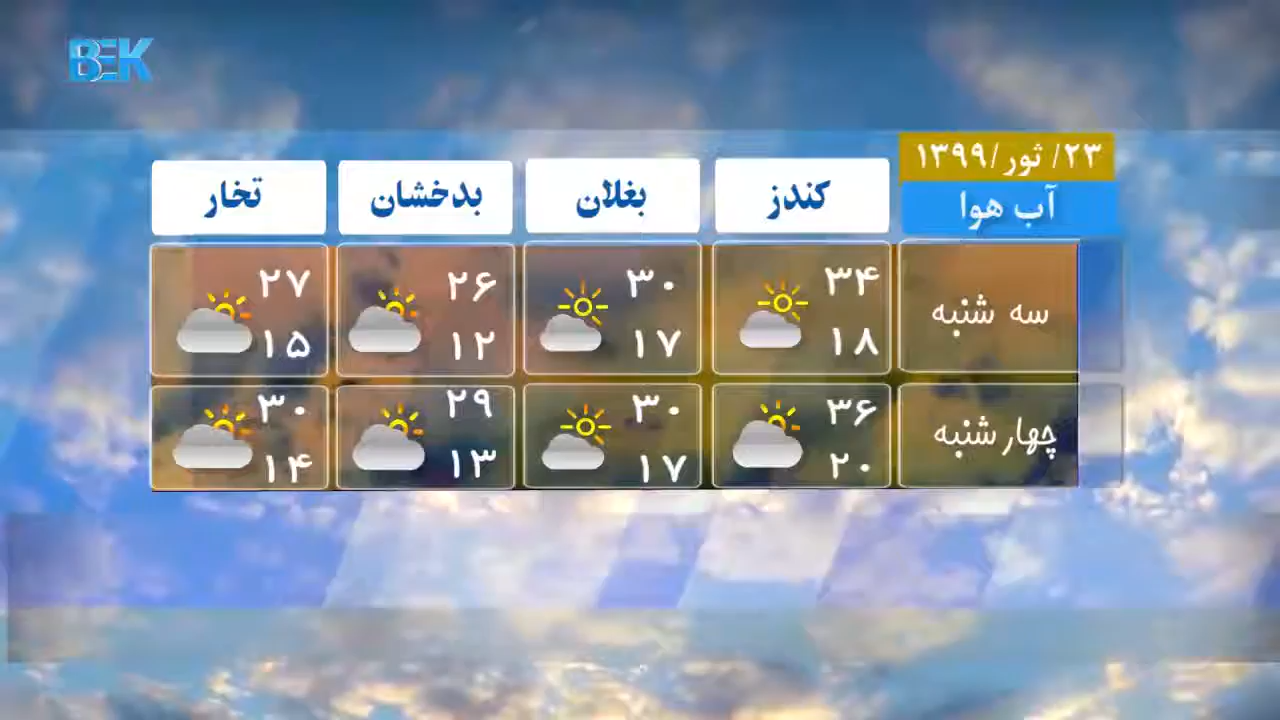 BEK
۲۳/ ثور/۱۳۹۹
آب هوا
کندز
بغلان
بدخشان
تخار
سه شنبه
۳۴
۱۸
۳۰
۱۷
۲۶
۱۲
۲۷
۱۵
چهارشنبه
۳۶
۲۰
۳۰
۱۷
۲۹
۱۳
۳۰
۱۴